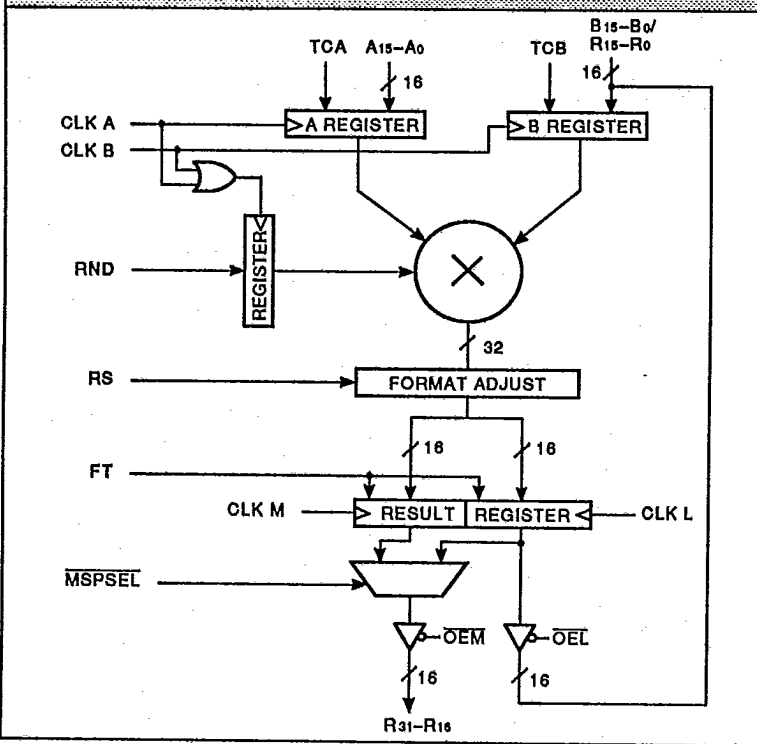 B15–B0/
TCA A15–A0 TCB R15–R0
16 16
CLK A A REGISTER B REGISTER
CLK B
RND REGISTER
32
RS FORMAT ADJUST
16 16
FT
CLK M RESULT REGISTER CLK L
MSPSEL
OEM OEL
16 16
R31–R16